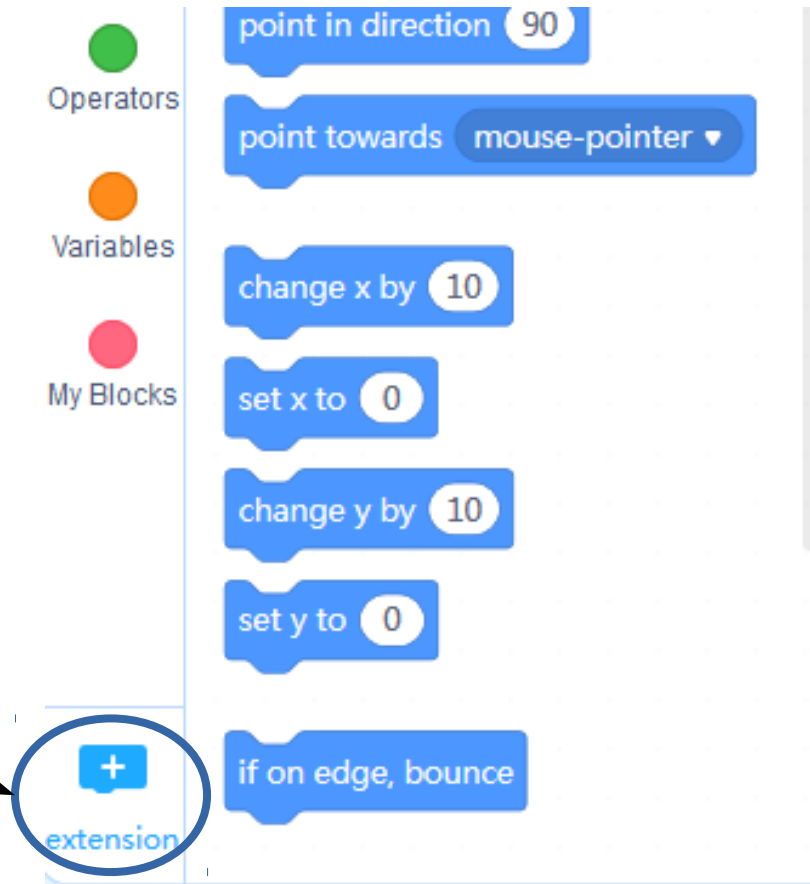 point in direction 90
Operators
point towards mouse-pointer
Variables
change x by 10
My Blocks
set x to 0
change y by 10
set y to 0
+
if on edge, bounce
extension